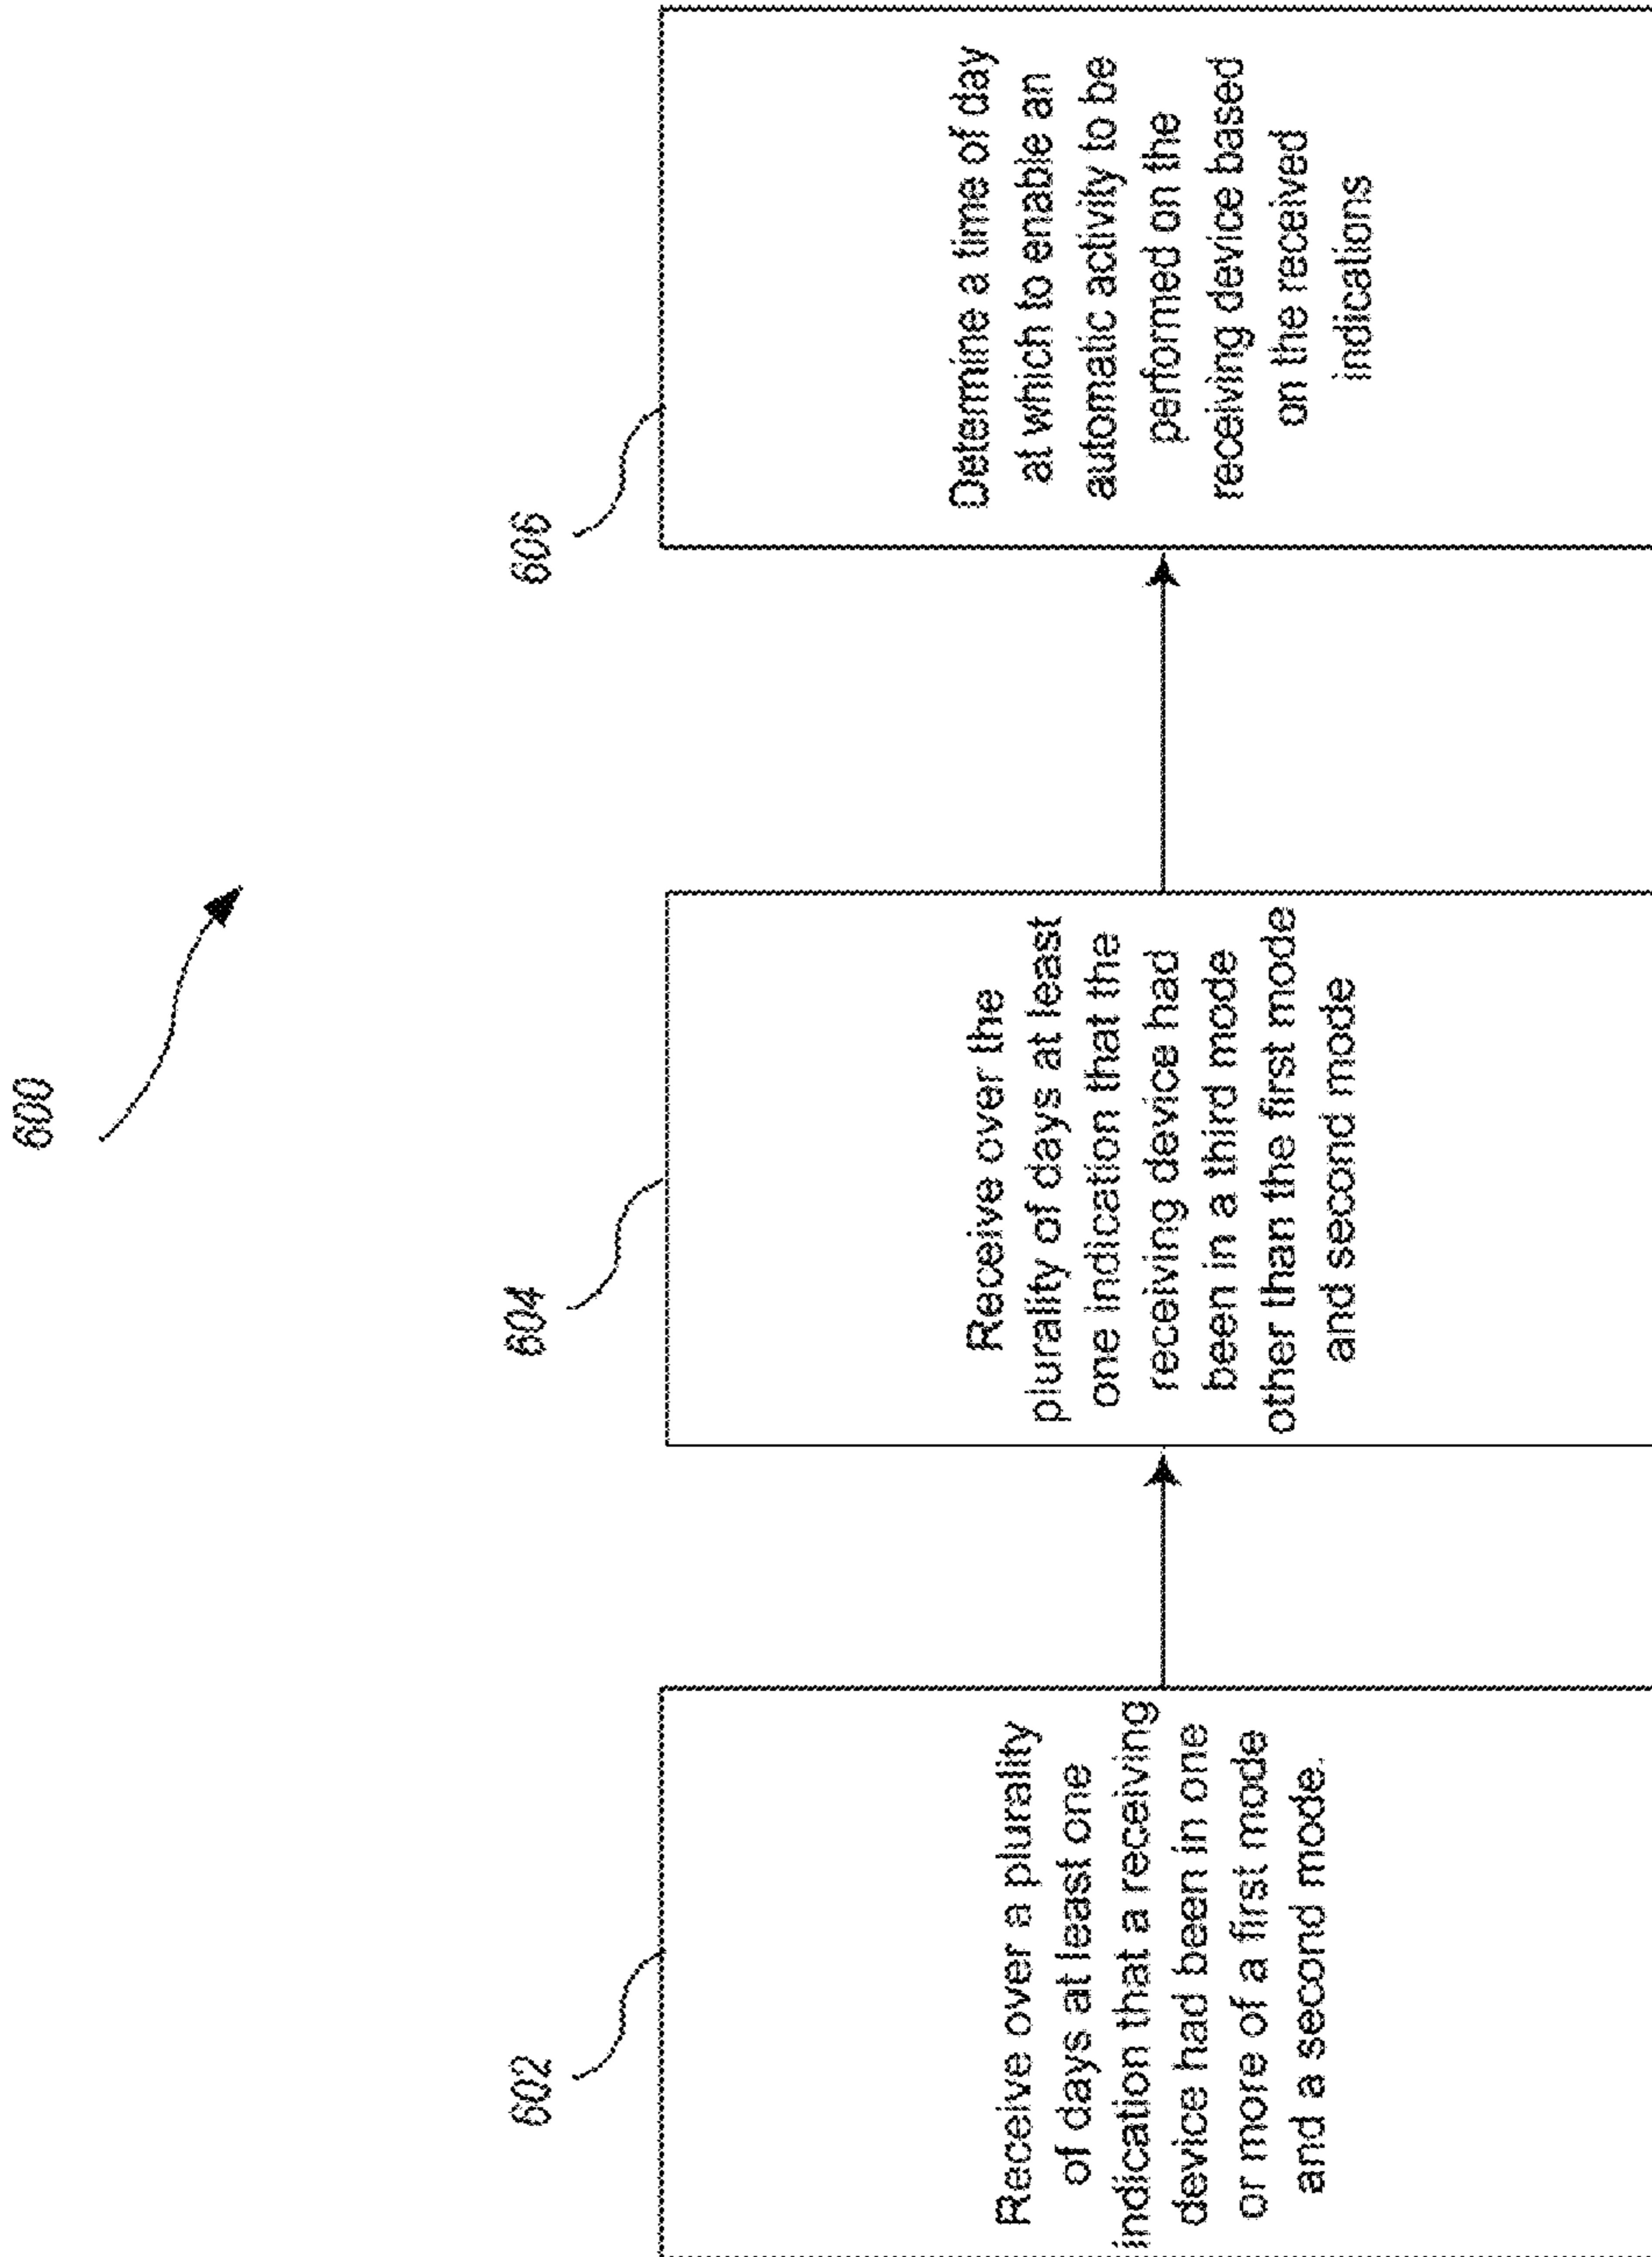 600
602
Receive over a plurality
of days at least one
indication that a receiving
device had been in one
or more of a first mode
and a second mode.
604
Receive over the
plurality of days at least
one indication that the
receiving device had
been in a third mode
other than the first mode
and second mode
606
Determine a time of day
at which to enable an
automatic activity to be
performed on the
receiving device based
on the received
indications